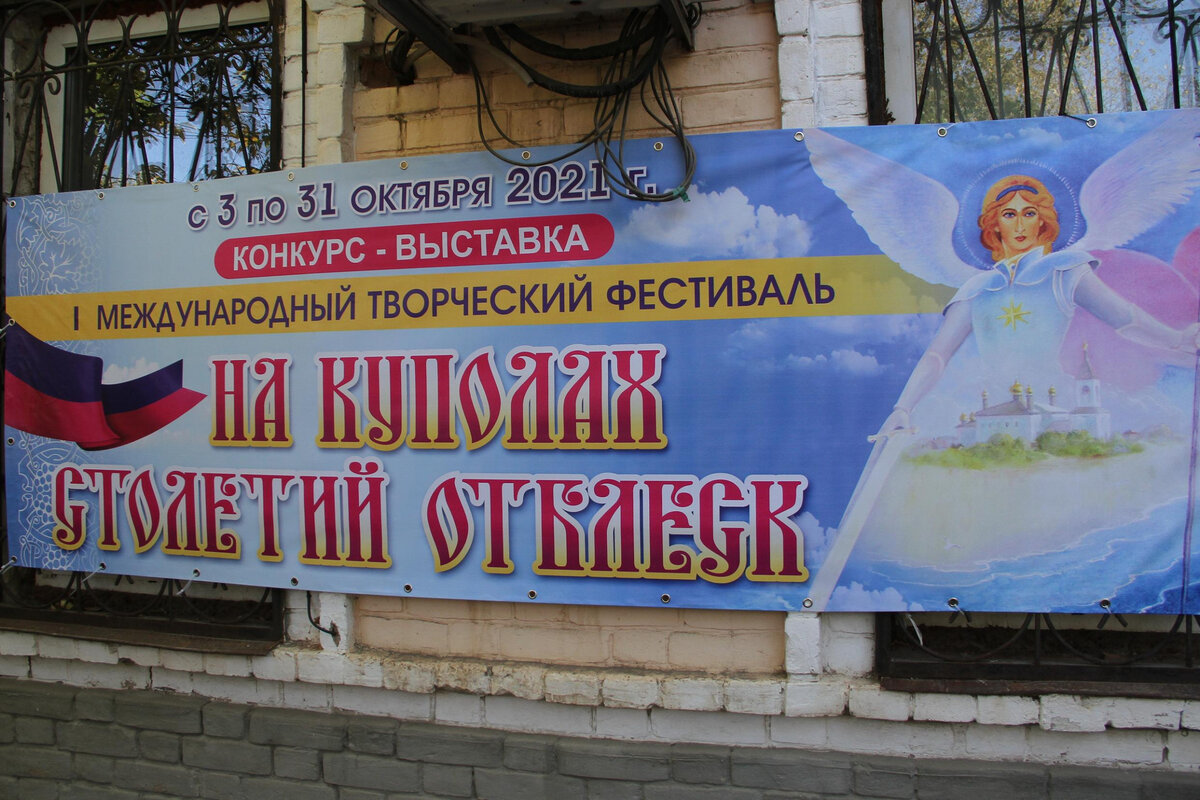 с 3 по 31 октября 2021 г.
КОНКУРС - ВЫСТАВКА
I МЕЖДУНАРОДНЫЙ ТВОРЧЕСКИЙ ФЕСТИВАЛЬ
НА КУПОЛАХ
СТОЛЕТИЙ ОТБЛЕСК